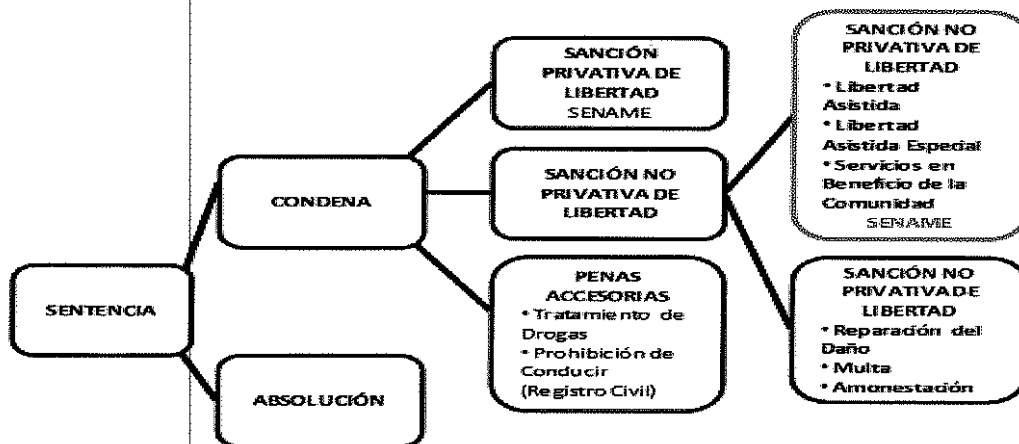 SENTENCIA
CONDENA
ABSOLUCIÓN
SANCIÓN
PRIVATIVA DE
LIBERTAD
SENAME
SANCIÓN NO
PRIVATIVA DE
LIBERTAD
PENAS
ACCESORIAS
• Tratamiento de
Drogas
• Prohibición de
Conducir
(Registro Civil)
SANCIÓN NO
PRIVATIVA DE
LIBERTAD
• Libertad
Asistida
• Libertad
Asistida Especial
• Servicios en
Beneficio de la
Comunidad
SENAME
SANCIÓN NO
PRIVATIVA DE
LIBERTAD
• Reparación del
Daño
• Multa
• Amonestación